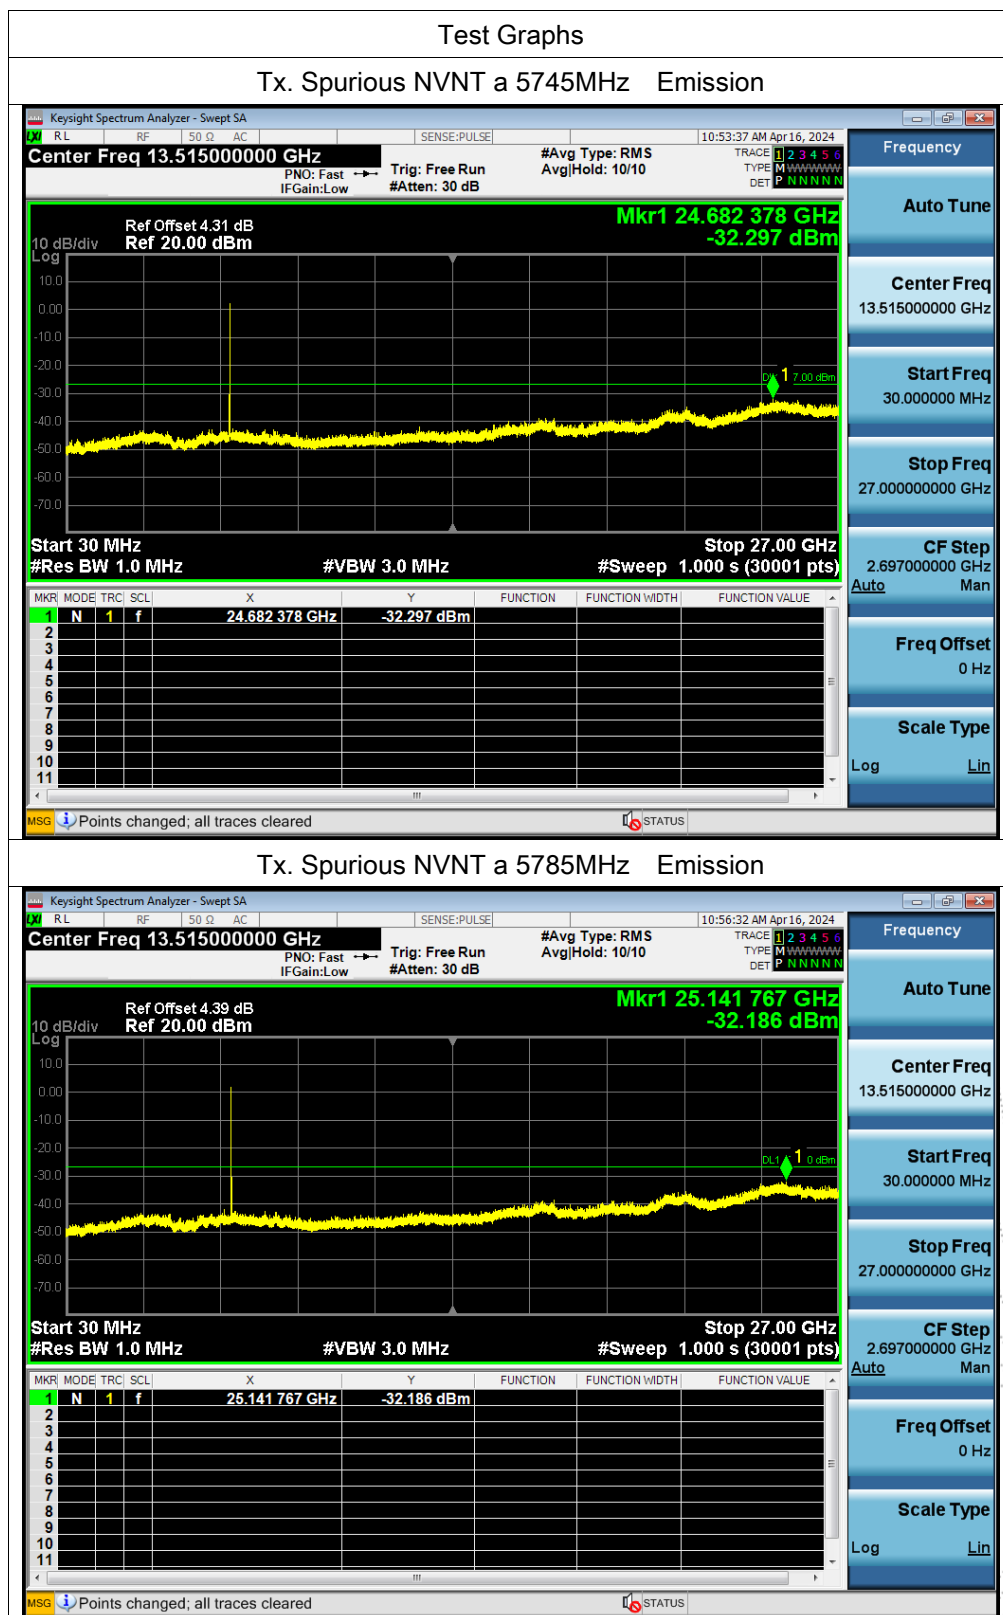 Test Graphs
Tx. Spurious NVNT a 5745MHz Emission
Keysight Spectrum Analyzer - Swept SA
LXI RL RF 50 Ω AC SENSE:PULSE 10:53:37 AM Apr 16, 2024
Center Freq 13.515000000 GHz
PNO: Fast
IFGain:Low
Trig: Free Run
#Atten: 30 dB
#Avg Type: RMS
Avg|Hold: 10/10
TRACE 1 2 3 4 5 6
TYPE M W W W W W
DET P N N N N N
Ref Offset 4.31 dB
Ref 20.00 dBm
10 dB/div
Log
Mkr1 24.682 378 GHz
-32.297 dBm
10.0
0.00
-10.0
-20.0
-30.0
-40.0
-50.0
-60.0
-70.0
1
7.00 dBm
Start 30 MHz Stop 27.00 GHz
#Res BW 1.0 MHz #VBW 3.0 MHz #Sweep 1.000 s (30001 pts)
MKR MODE TRC SCL X Y FUNCTION FUNCTION WIDTH FUNCTION VALUE
1 N 1 f 24.682 378 GHz -32.297 dBm
2
3
4
5
6
7
8
9
10
11
MSG Points changed; all traces cleared STATUS
Frequency
Auto Tune
Center Freq
13.515000000 GHz
Start Freq
30.000000 MHz
Stop Freq
27.000000000 GHz
CF Step
2.697000000 GHz
Auto Man
Freq Offset
0 Hz
Scale Type
Log Lin
Tx. Spurious NVNT a 5785MHz Emission
Keysight Spectrum Analyzer - Swept SA
LXI RL RF 50 Ω AC SENSE:PULSE 10:56:32 AM Apr 16, 2024
Center Freq 13.515000000 GHz
PNO: Fast
IFGain:Low
Trig: Free Run
#Atten: 30 dB
#Avg Type: RMS
Avg|Hold: 10/10
TRACE 1 2 3 4 5 6
TYPE M W W W W W
DET P N N N N N
Ref Offset 4.39 dB
Ref 20.00 dBm
10 dB/div
Log
Mkr1 25.141 767 GHz
-32.186 dBm
10.0
0.00
-10.0
-20.0
-30.0
-40.0
-50.0
-60.0
-70.0
DL1
1
0 dBm
Start 30 MHz Stop 27.00 GHz
#Res BW 1.0 MHz #VBW 3.0 MHz #Sweep 1.000 s (30001 pts)
MKR MODE TRC SCL X Y FUNCTION FUNCTION WIDTH FUNCTION VALUE
1 N 1 f 25.141 767 GHz -32.186 dBm
2
3
4
5
6
7
8
9
10
11
MSG Points changed; all traces cleared STATUS
Frequency
Auto Tune
Center Freq
13.515000000 GHz
Start Freq
30.000000 MHz
Stop Freq
27.000000000 GHz
CF Step
2.697000000 GHz
Auto Man
Freq Offset
0 Hz
Scale Type
Log Lin